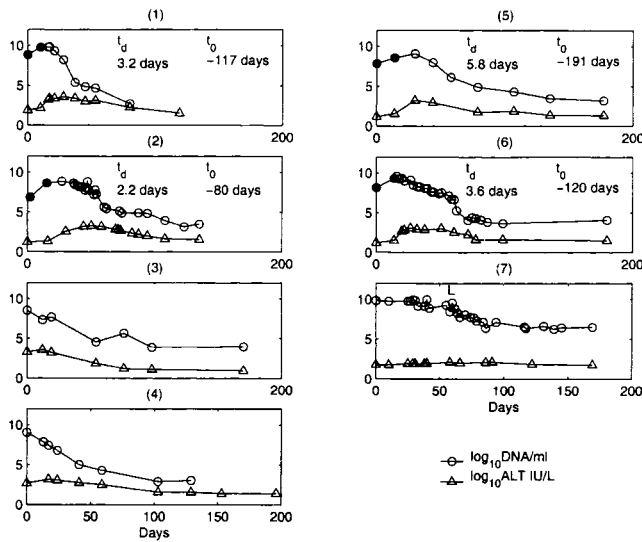 (1)
10
5
0
t_d
t_0
3.2 days
−117 days
0
200
(2)
10
5
0
t_d
t_0
2.2 days
−80 days
0
200
(3)
10
5
0
0
200
(4)
10
5
0
0
50
100
150
200
Days
(5)
10
5
0
t_d
t_0
5.8 days
−191 days
0
200
(6)
10
5
0
t_d
t_0
3.6 days
−120 days
0
200
(7)
L
10
5
0
0
50
100
150
200
Days
log10DNA/ml
log10ALT IU/L